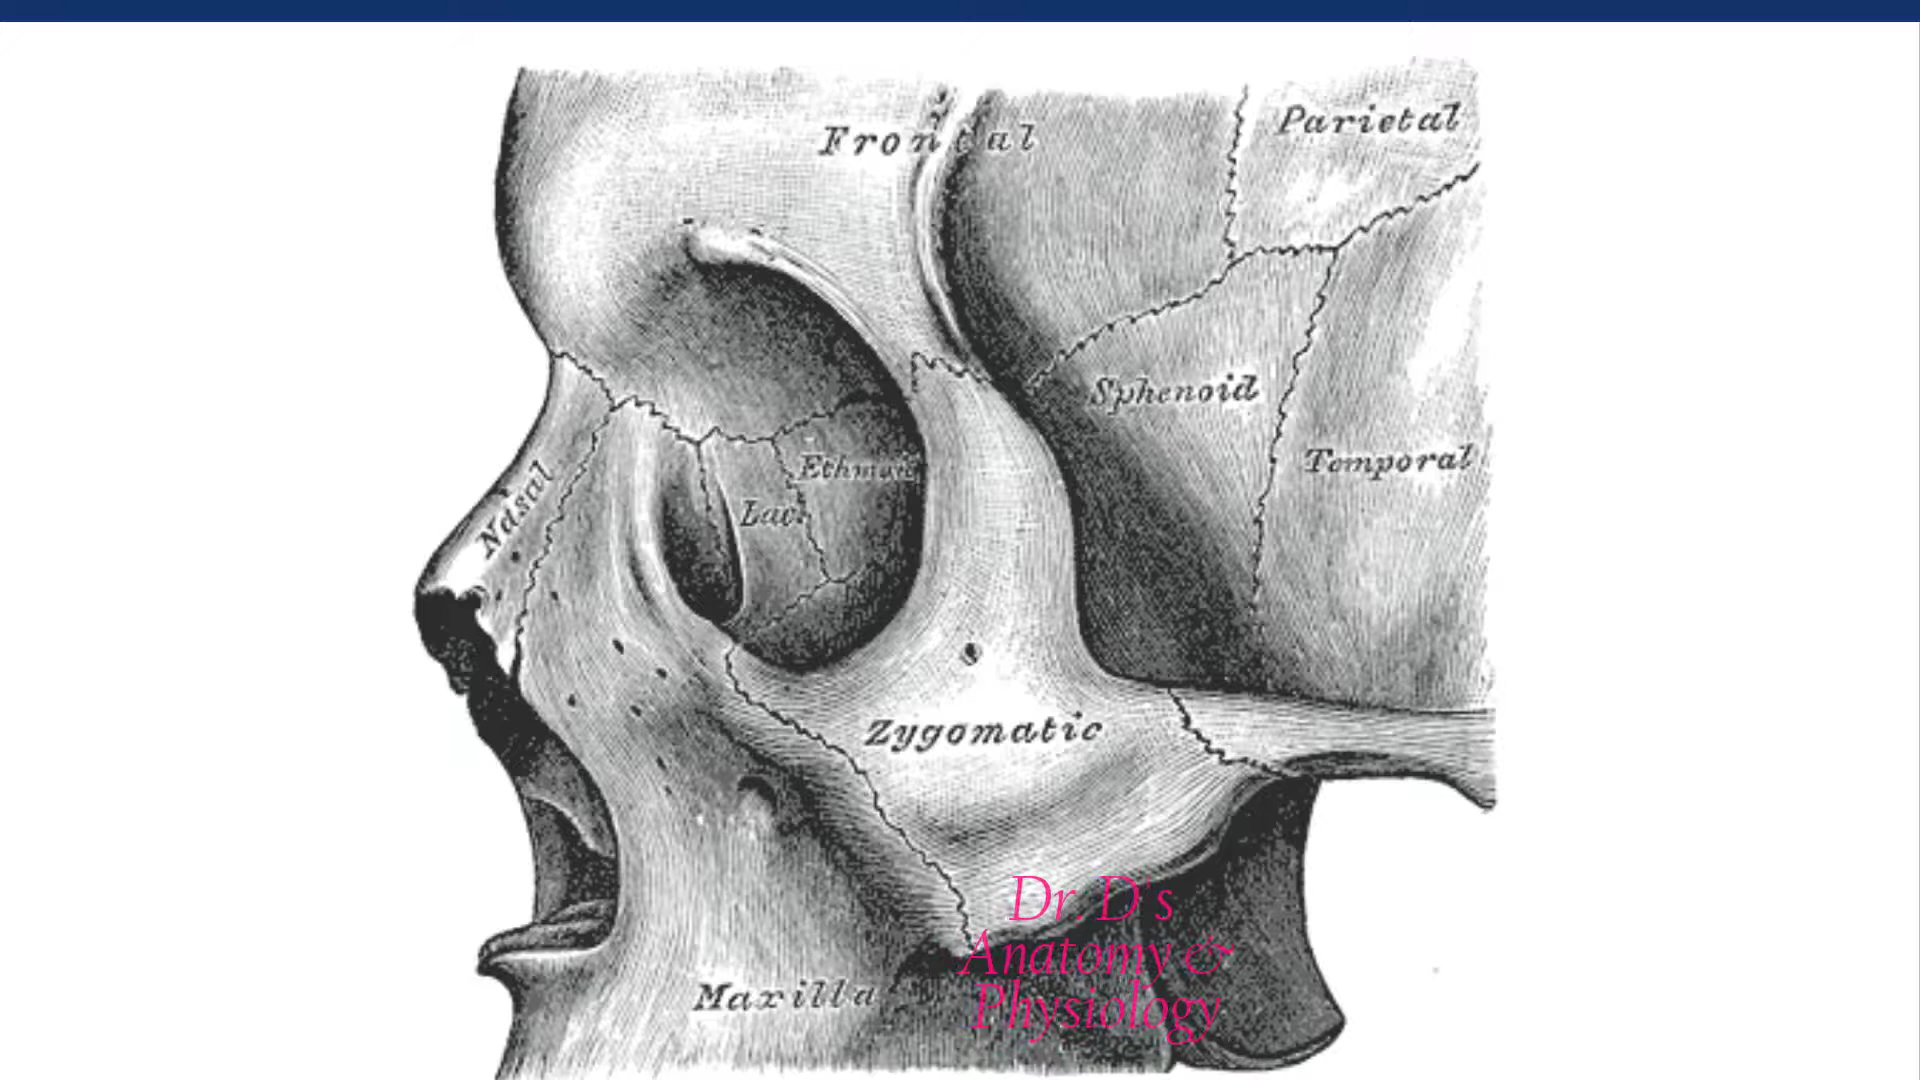 Frontal
Parietal
Sphenoid
Temporal
Ethmoid
Lac.
Nasal
Zygomatic
Maxilla
Dr. D's
Anatomy &
Physiology